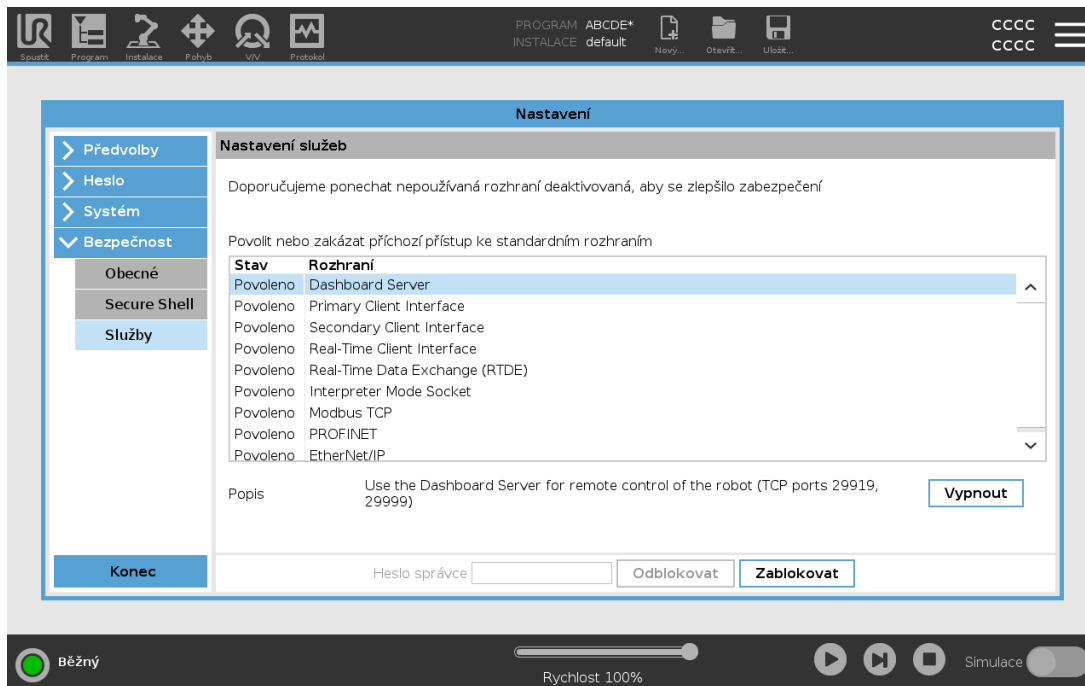 PROGRAM ABCDE*
INSTALACE default
CCCC
CCCC
Spustit Program Instalace Pohyb V/V Protokol Nový... Otevřít... Uložit...
Nastavení
Předvolby
Heslo
Systém
Bezpečnost
Obecné
Secure Shell
Služby
Konec
Nastavení služeb
Doporučujeme ponechat nepoužívaná rozhraní deaktivovaná, aby se zlepšilo zabezpečení
Povolit nebo zakázat příchozí přístup ke standardním rozhraním
Stav Rozhraní
Povoleno Dashboard Server
Povoleno Primary Client Interface
Povoleno Secondary Client Interface
Povoleno Real-Time Client Interface
Povoleno Real-Time Data Exchange (RTDE)
Povoleno Interpreter Mode Socket
Povoleno Modbus TCP
Povoleno PROFINET
Povoleno EtherNet/IP
Popis Use the Dashboard Server for remote control of the robot (TCP ports 29919,
29999) Vypnout
Heslo správce Odblokovat Zablokovat
Běžný
Rychlost 100%
Simulace